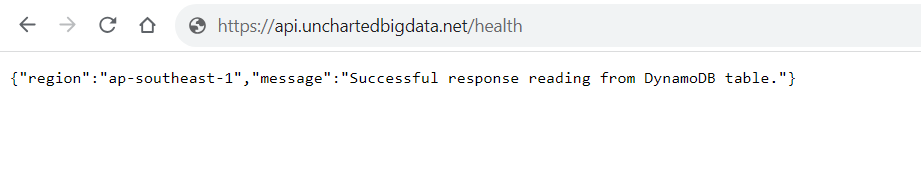 https://api.unchartedbigdata.net/health
{"region":"ap-southeast-1","message":"Successful response reading from DynamoDB table."}